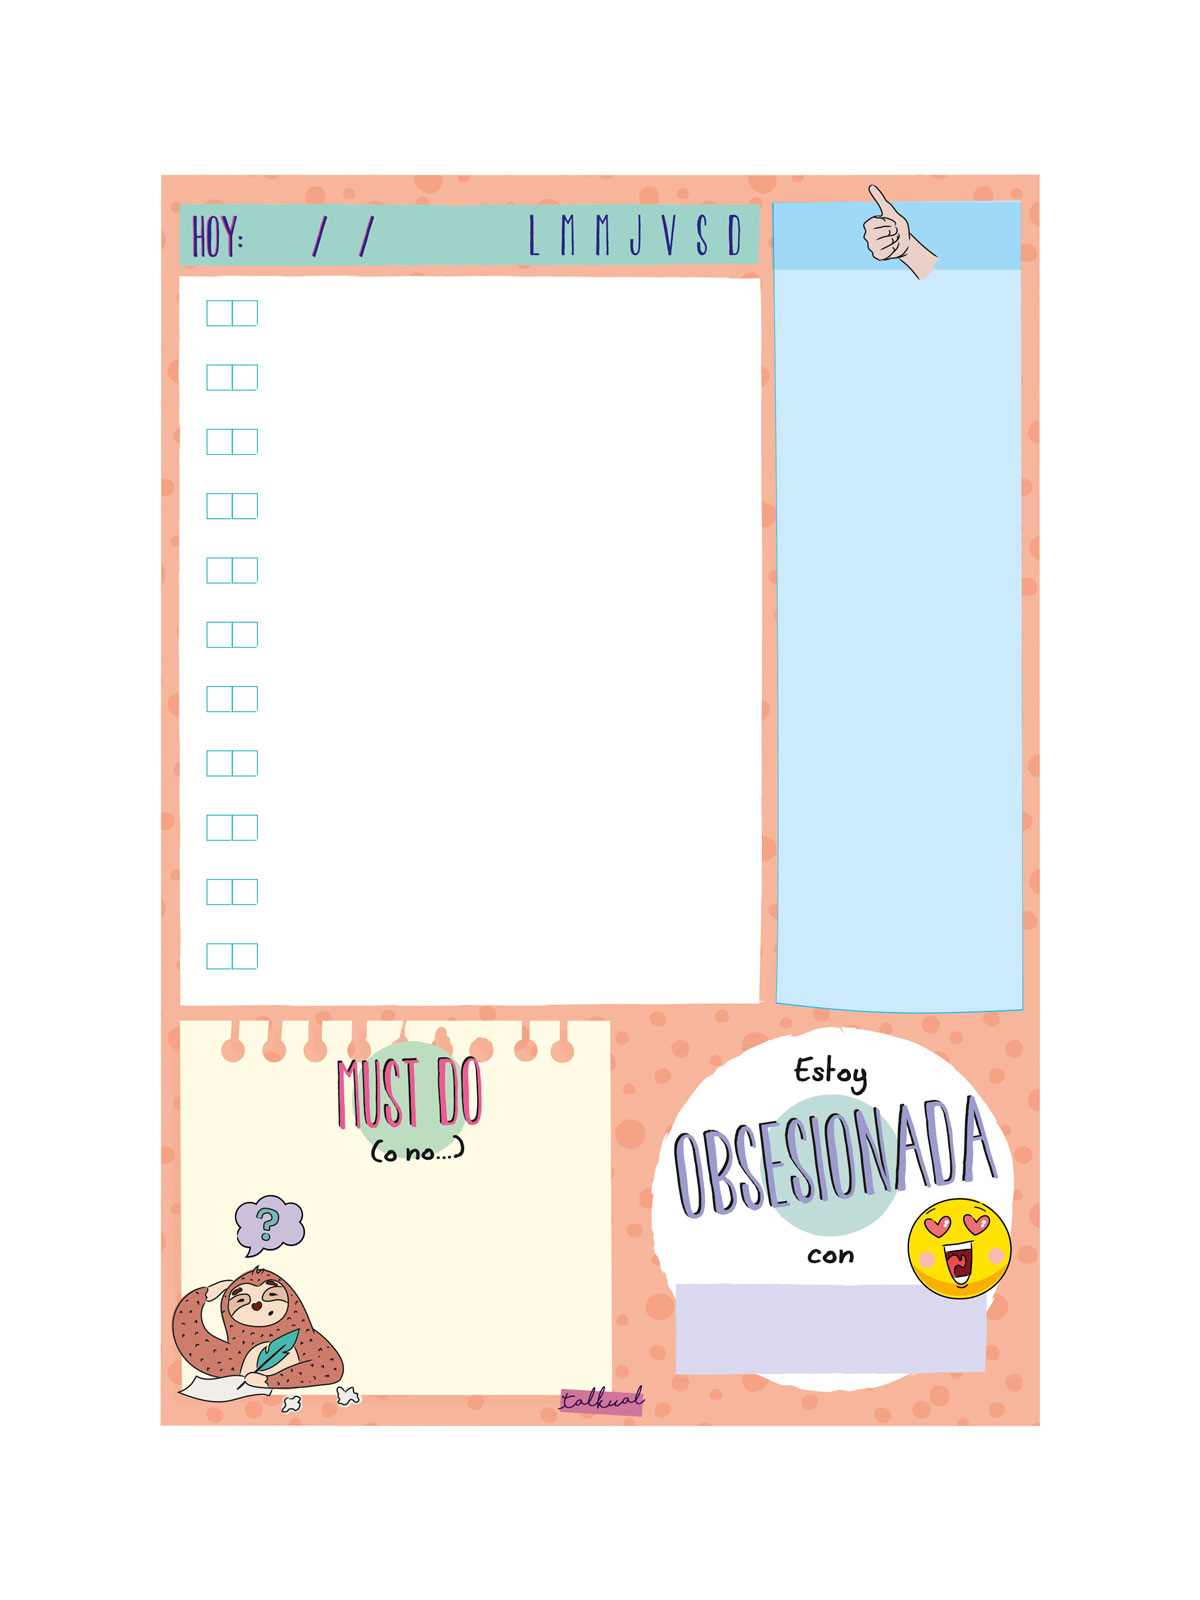 HOY: / / L M M J V S D
MUST DO
(o no...)
?
Estoy
OBSESIONADA
con
talkual